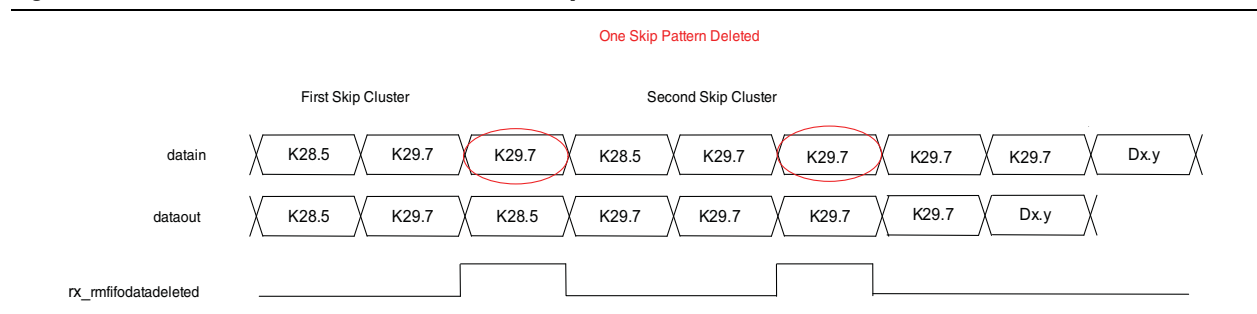 One Skip Pattern Deleted
First Skip Cluster Second Skip Cluster
datain K28.5 K29.7 K29.7 K28.5 K29.7 K29.7 K29.7 K29.7 Dx.y
dataout K28.5 K29.7 K28.5 K29.7 K29.7 K29.7 K29.7 Dx.y
rx_rmfifodatadeleted